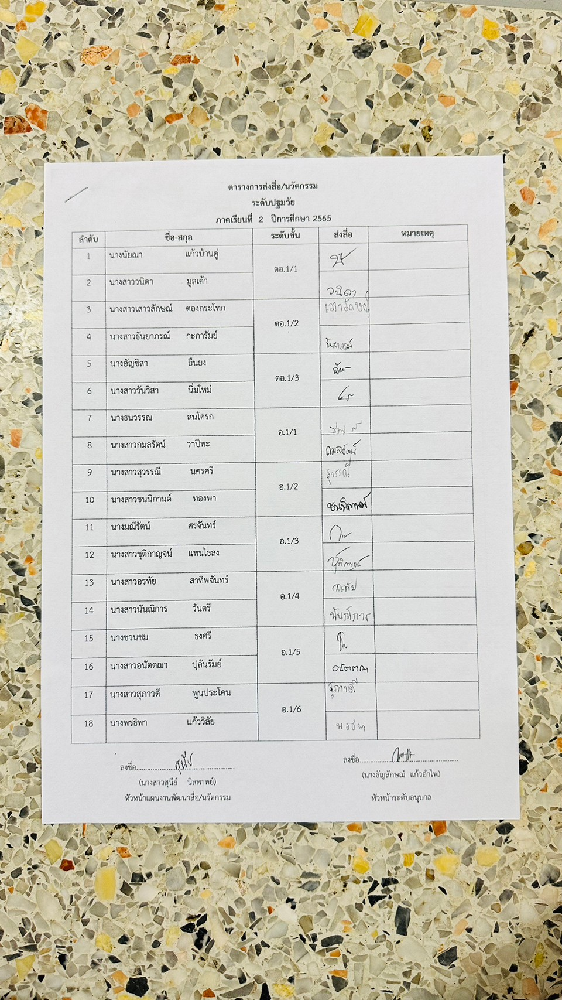 ตารางการส่งสื่อ/นวัตกรรม
ระดับปฐมวัย
ภาคเรียนที่ 2 ปีการศึกษา 2565
ลำดับ ชื่อ-สกุล ระดับชั้น ส่งสื่อ หมายเหตุ
1 นางนัยณา แก้วบ้านดู่ ตอ.1/1
2 นางสาววนิดา มูลเค้า วนิดา
3 นางสาวเสาวลักษณ์ ตองกระโทก ตอ.1/2 เสาวลักษณ์
4 นางสาวธันยาภรณ์ กะการัมย์ ธันยาภรณ์
5 นางอัญชิสา ยืนยง ตอ.1/3
6 นางสาววันวิสา นิ่มใหม่
7 นางธนวรรณ สนโศรก อ.1/1
8 นางสาวกมลรัตน์ วาปีทะ กมลรัตน์
9 นางสาวสุวรรณี นครศรี อ.1/2 สุวรรณี
10 นางสาวชนนิกานต์ ทองพา ชนนิกานต์
11 นางมณีรัตน์ ศรจันทร์ อ.1/3
12 นางสาวชุติกาญจน์ แทนไธสง ชุติกาญจน์
13 นางสาวอรทัย สาทิพจันทร์ อ.1/4 อรทัย
14 นางสาวนันณิการ วันตรี นันณิการ
15 นางชวนชม ธงศรี อ.1/5
16 นางสาวอนัตตฌา ปุลันรัมย์ อนัตตฌา
17 นางสาวสุภาวดี พูนประโคน อ.1/6 สุภาวดี
18 นางพรธิพา แก้ววิลัย พรธิพา
ลงชื่อ ลงชื่อ
(นางสาวสุนีย์ นิลพาทย์) (นางธัญลักษณ์ แก้วอำไพ)
หัวหน้าแผนงานพัฒนาสื่อ/นวัตกรรม หัวหน้าระดับอนุบาล